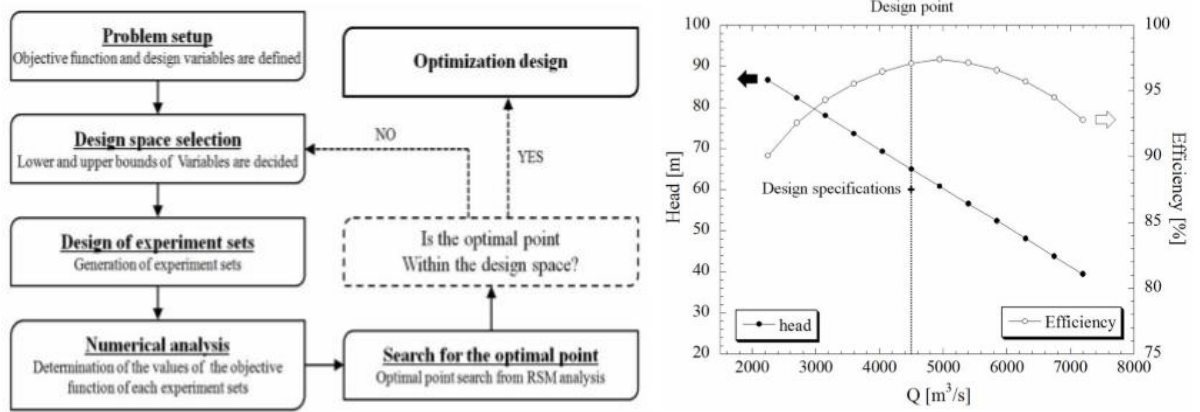 Problem setup
Objective function and design variables are defined
Design space selection
Lower and upper bounds of Variables are decided
Design of experiment sets
Generation of experiment sets
Numerical analysis
Determination of the values of the objective
function of each experiment sets
Optimization design
NO
YES
Is the optimal point
Within the design space?
Search for the optimal point
Optimal point search from RSM analysis
Design point
Head [m]
100
90
80
70
60
50
40
30
20
Design specifications
head
Efficiency
2000 3000 4000 5000 6000 7000 8000
Q [m³/s]
100
95
90
85
80
75
Efficiency [%]